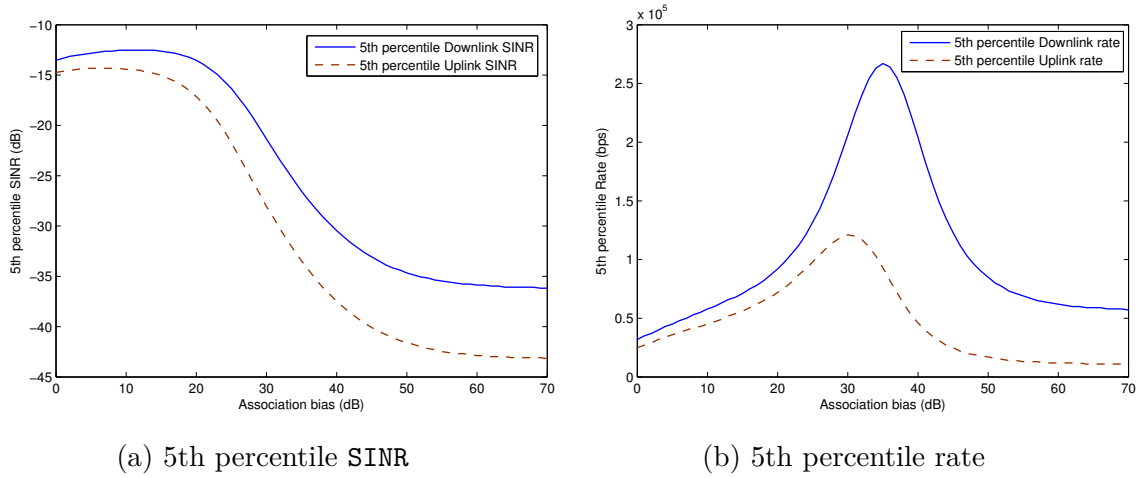 −10
−15
−20
−25
−30
−35
−40
−45
0 10 20 30 40 50 60 70
Association bias (dB)
5th percentile SINR (dB)
5th percentile Downlink SINR
5th percentile Uplink SINR
(a) 5th percentile SINR
x 10^5
3
2.5
2
1.5
1
0.5
0
0 10 20 30 40 50 60 70
Association bias (dB)
5th percentile Rate (bps)
5th percentile Downlink rate
5th percentile Uplink rate
(b) 5th percentile rate